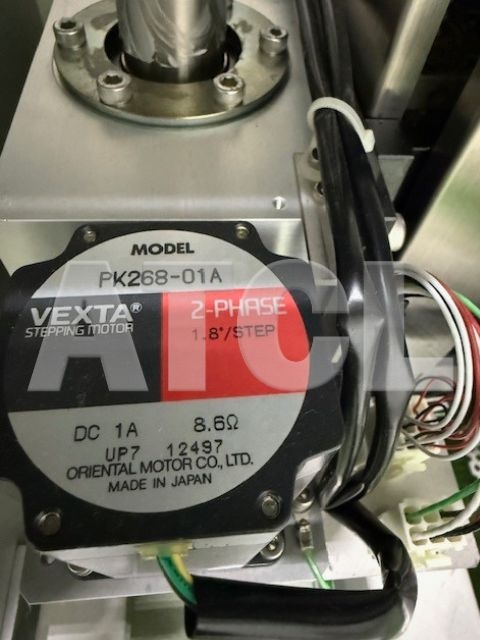 MODEL
PK268-01A
VEXTA®
STEPPING MOTOR
2-PHASE
1.8°/STEP
DC 1A 8.6Ω
UP7 12497
ORIENTAL MOTOR CO., LTD.
MADE IN JAPAN
ATCL